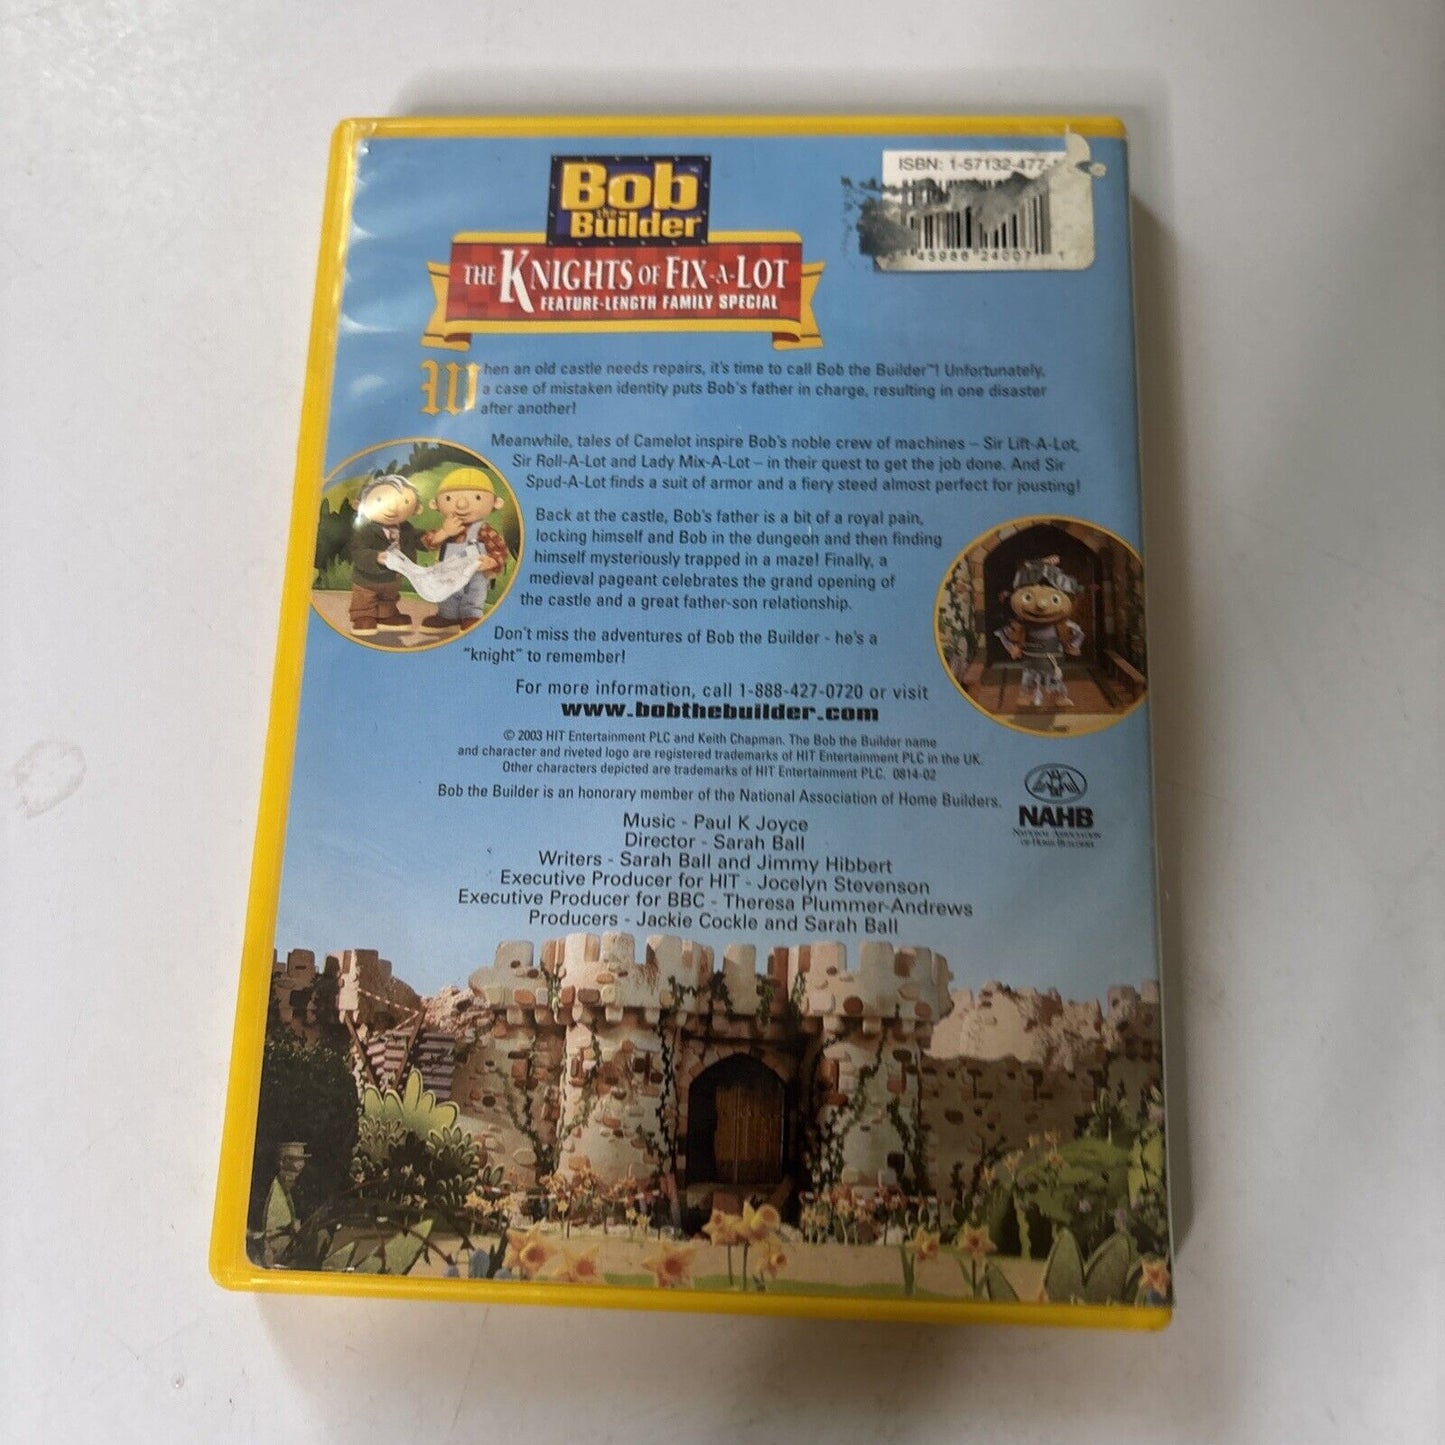 Bob
the
Builder™
ISBN: 1-57132-477-
THE KNIGHTS OF FIX-A-LOT
FEATURE-LENGTH FAMILY SPECIAL
45986 24007 1
When an old castle needs repairs, it's time to call Bob the Builder™! Unfortunately,
a case of mistaken identity puts Bob's father in charge, resulting in one disaster
after another!
Meanwhile, tales of Camelot inspire Bob's noble crew of machines – Sir Lift-A-Lot,
Sir Roll-A-Lot and Lady Mix-A-Lot – in their quest to get the job done. And Sir
Spud-A-Lot finds a suit of armor and a fiery steed almost perfect for jousting!
Back at the castle, Bob's father is a bit of a royal pain,
locking himself and Bob in the dungeon and then finding
himself mysteriously trapped in a maze! Finally, a
medieval pageant celebrates the grand opening of
the castle and a great father-son relationship.
Don't miss the adventures of Bob the Builder - he's a
"knight" to remember!
For more information, call 1-888-427-0720 or visit
www.bobthebuilder.com
© 2003 HIT Entertainment PLC and Keith Chapman. The Bob the Builder name
and character and riveted logo are registered trademarks of HIT Entertainment PLC in the UK.
Other characters depicted are trademarks of HIT Entertainment PLC. 0814-02
Bob the Builder is an honorary member of the National Association of Home Builders.
NAHB
NATIONAL ASSOCIATION
OF HOME BUILDERS
Music - Paul K Joyce
Director - Sarah Ball
Writers - Sarah Ball and Jimmy Hibbert
Executive Producer for HIT - Jocelyn Stevenson
Executive Producer for BBC - Theresa Plummer-Andrews
Producers - Jackie Cockle and Sarah Ball